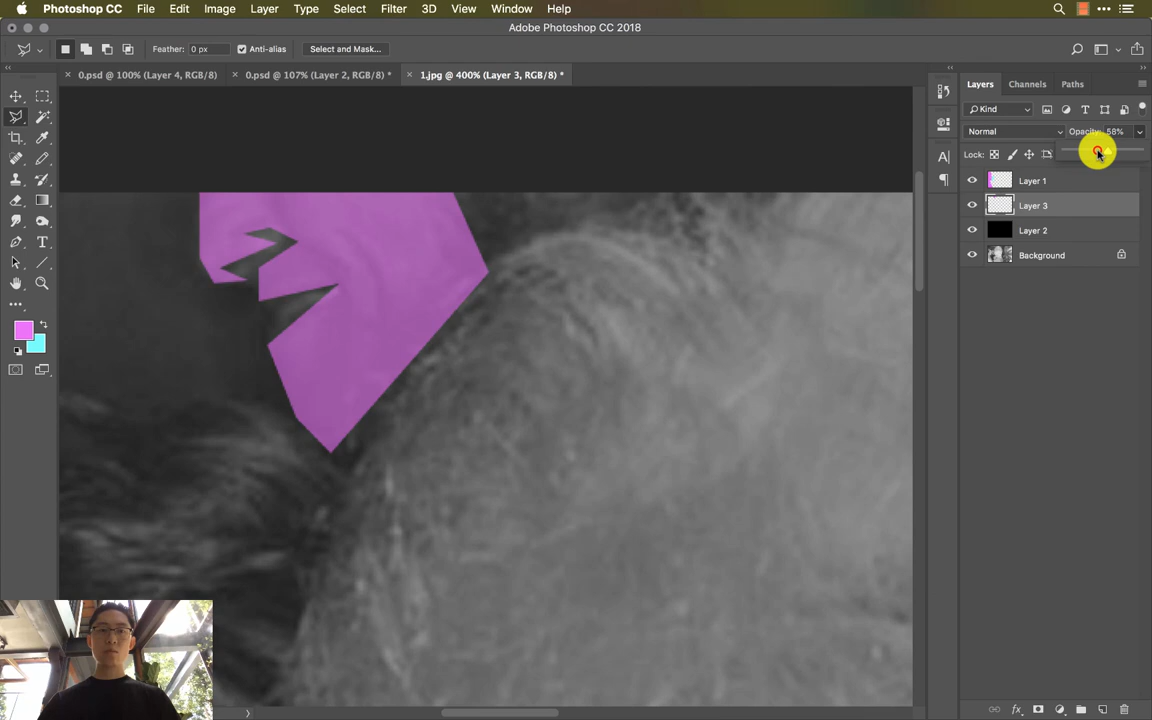 Photoshop CC File Edit Image Layer Type Select Filter 3D View Window Help
Adobe Photoshop CC 2018
Feather: 0 px Anti-alias Select and Mask...
0.psd @ 100% (Layer 4, RGB/8) 0.psd @ 107% (Layer 2, RGB/8) * 1.jpg @ 400% (Layer 3, RGB/8) *
Layers Channels Paths
Kind
Normal Opacity: 58%
Lock:
Layer 1
Layer 3
Layer 2
Background